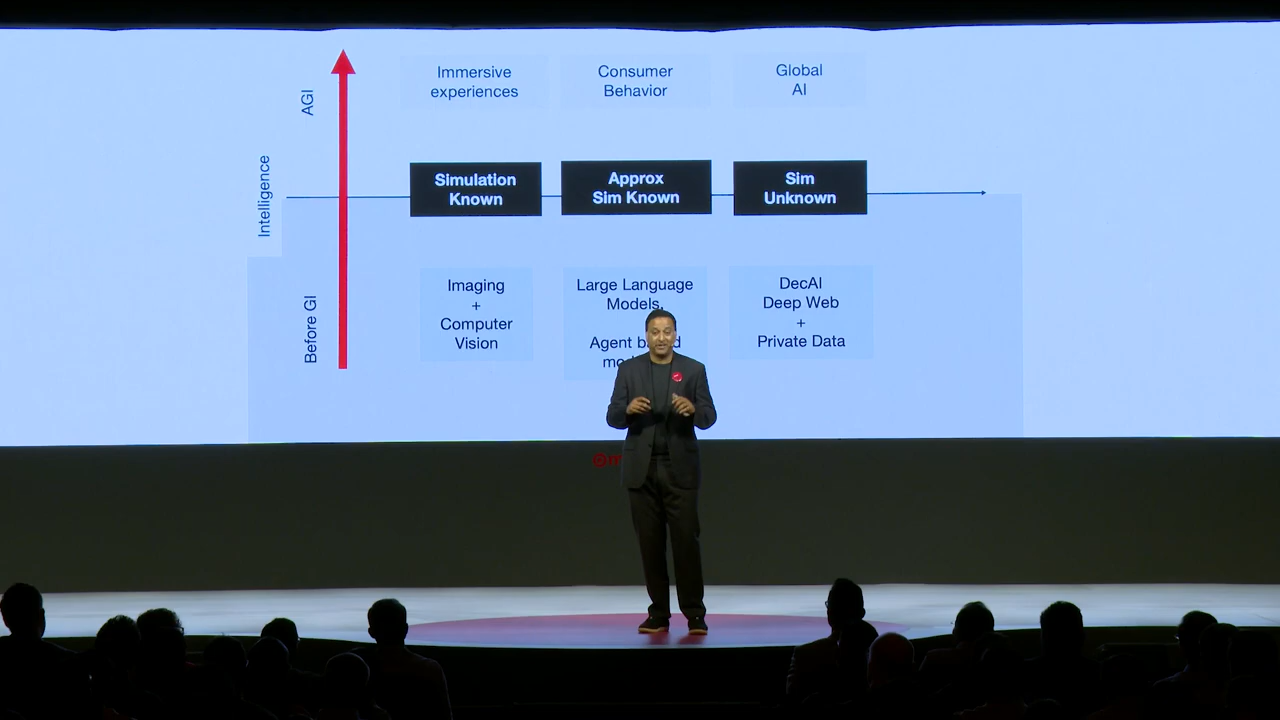 AGI
Intelligence
Before GI
Immersive
experiences
Consumer
Behavior
Global
AI
Simulation
Known
Approx
Sim Known
Sim
Unknown
Imaging
+
Computer
Vision
Large Language
Models,
Agent
DecAI
Deep Web
+
Private Data